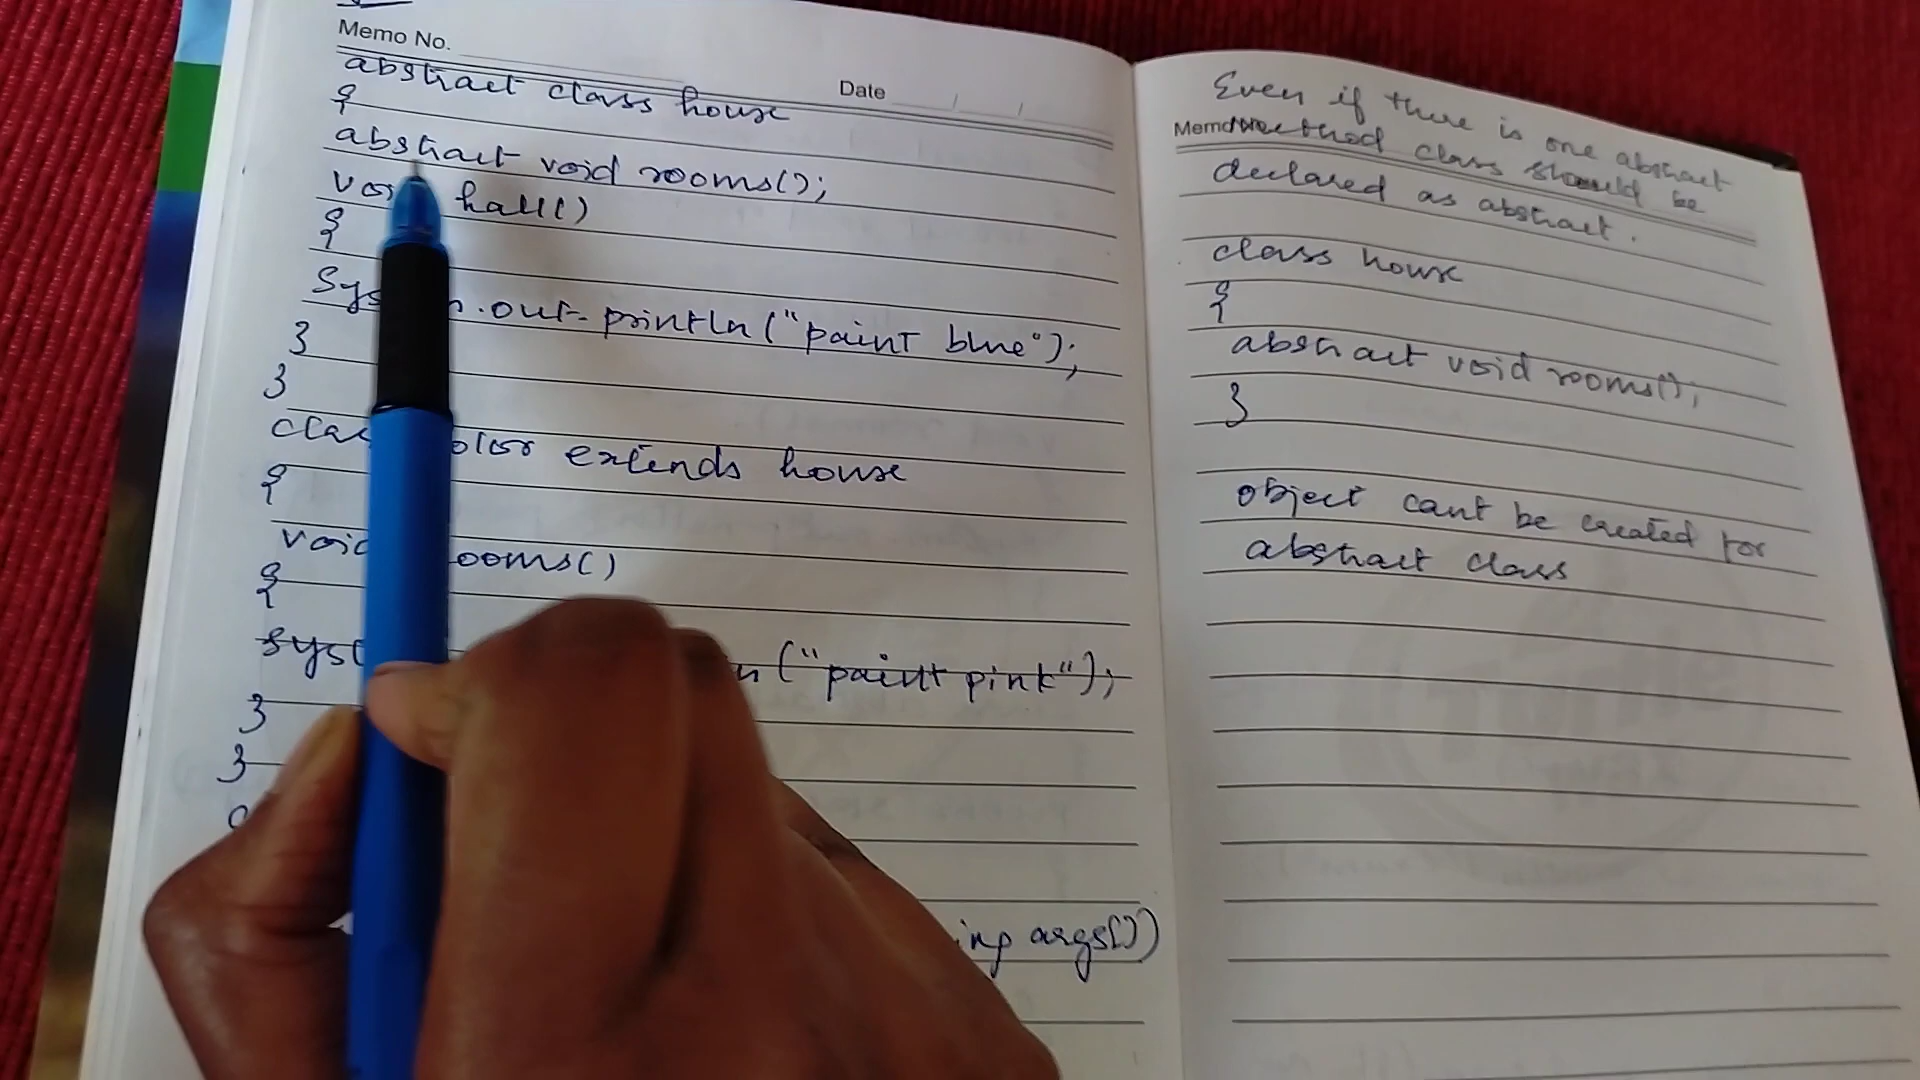 Memo No.
Date
abstract class house
{
abstract void rooms();
hall()
{
.out.println("paint blue");
}
}
extends house
{
void
{
("paint pink");
}
}
args[])
Even if there is one abstract
method class should be
declared as abstract.
class house
{
abstract void rooms();
}
object cant be created for
abstract class